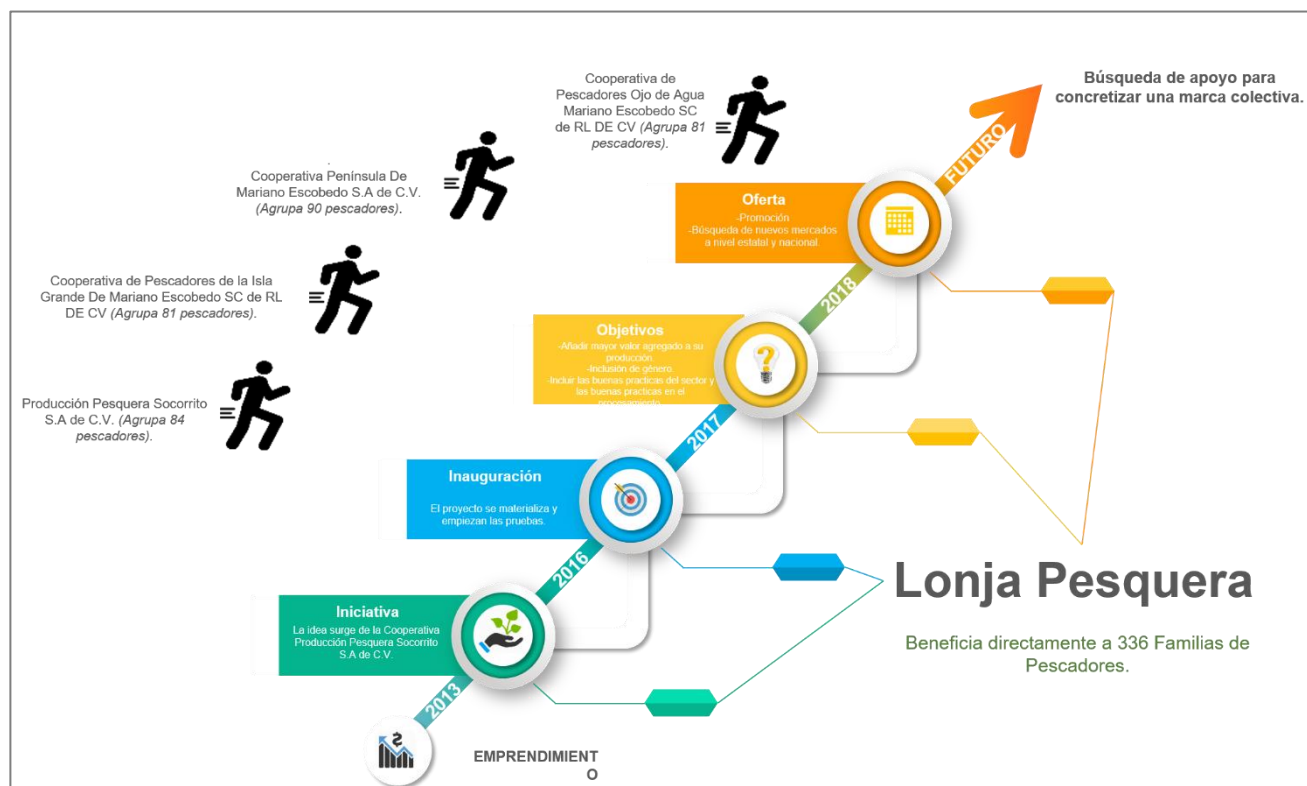 Cooperativa de
Pescadores Ojo de Agua
Mariano Escobedo SC
de RL DE CV (Agrupa 81
pescadores).
Búsqueda de apoyo para
concretizar una marca colectiva.
FUTURO
Cooperativa Península De
Mariano Escobedo S.A de C.V.
(Agrupa 90 pescadores).
Oferta
-Promoción
-Búsqueda de nuevos mercados
a nivel estatal y nacional.
Cooperativa de Pescadores de la Isla
Grande De Mariano Escobedo SC de RL
DE CV (Agrupa 81 pescadores).
2018
Objetivos
-Añadir mayor valor agregado a su
producción.
-Inclusión de género.
-Incluir las buenas practicas del sector y
las buenas practicas en el
procesamiento
Producción Pesquera Socorrito
S.A de C.V. (Agrupa 84
pescadores).
2017
Inauguración
El proyecto se materializa y
empiezan las pruebas.
2016
Lonja Pesquera
Beneficia directamente a 336 Familias de
Pescadores.
Iniciativa
La idea surge de la Cooperativa
Producción Pesquera Socorrito
S.A de C.V.
2013
EMPRENDIMIENT
O